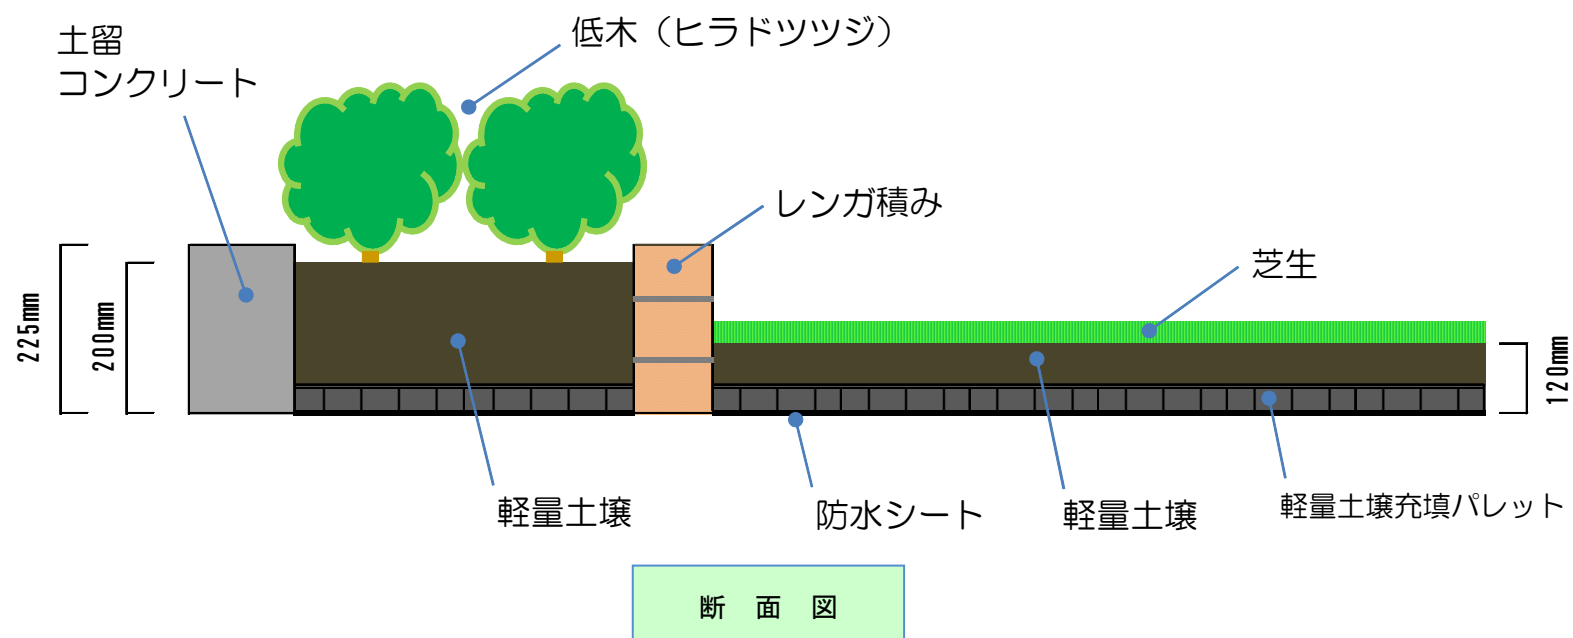 土留
コンクリート
低木（ヒラドツツジ）
レンガ積み
芝生
225mm
200mm
120mm
軽量土壌
防水シート
軽量土壌
軽量土壌充填パレット
断 面 図